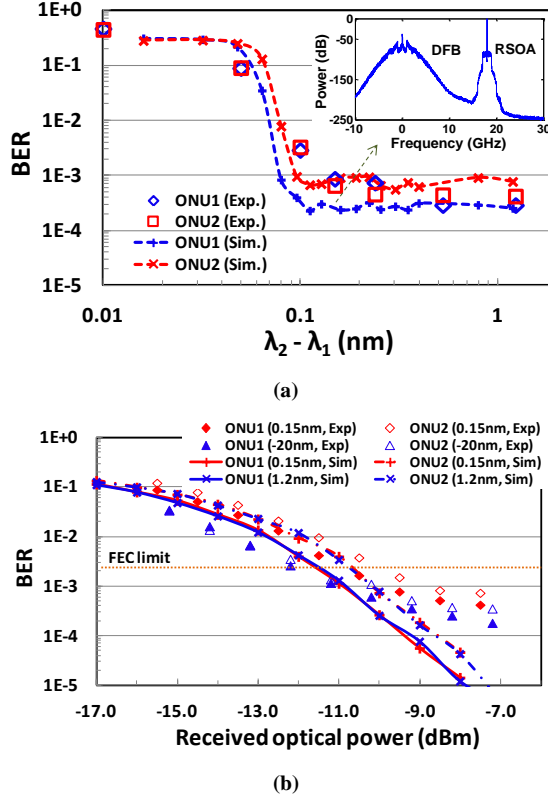 (a)
1E+0
1E-1
1E-2
1E-3
1E-4
1E-5
BER
0.01
0.1
1
λ2 - λ1 (nm)
ONU1 (Exp.)
ONU2 (Exp.)
ONU1 (Sim.)
ONU2 (Sim.)
0
-50
-150
-250
Power (dB)
DFB
RSOA
-10
0
10
20
30
Frequency (GHz)
(a)
ONU1 (0.15nm, Exp)
ONU2 (0.15nm, Exp)
ONU1 (-20nm, Exp)
ONU2 (-20nm, Exp)
ONU1 (0.15nm, Sim)
ONU2 (0.15nm, Sim)
ONU1 (1.2nm, Sim)
ONU2 (1.2nm, Sim)
1E+0
1E-1
1E-2
1E-3
1E-4
1E-5
BER
FEC limit
-17.0
-15.0
-13.0
-11.0
-9.0
-7.0
Received optical power (dBm)
(b)